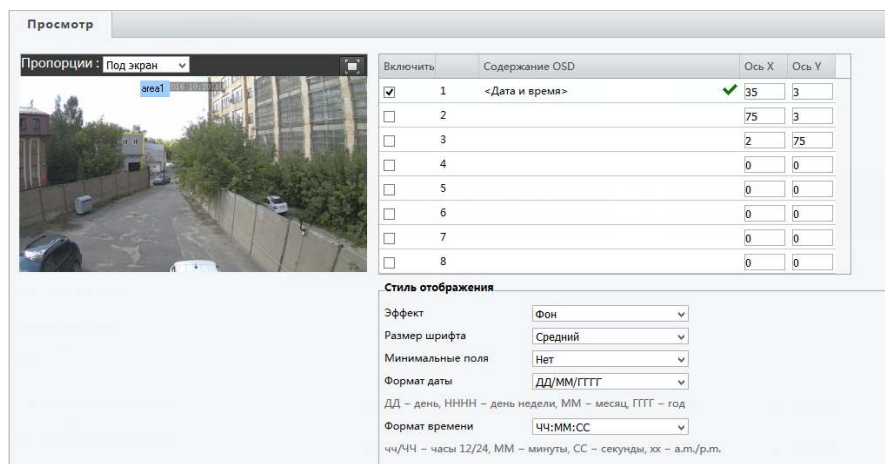 Просмотр
Пропорции : Под экран
area1
Включить Содержание OSD Ось X Ось Y
1 <Дата и время> 35 3
2 75 3
3 2 75
4 0 0
5 0 0
6 0 0
7 0 0
8 0 0
Стиль отображения
Эффект Фон
Размер шрифта Средний
Минимальные поля Нет
Формат даты ДД/ММ/ГГГГ
ДД – день, НННН – день недели, ММ – месяц, ГГГГ – год
Формат времени ЧЧ:ММ:СС
чч/ЧЧ – часы 12/24, ММ – минуты, СС – секунды, хх – a.m./p.m.